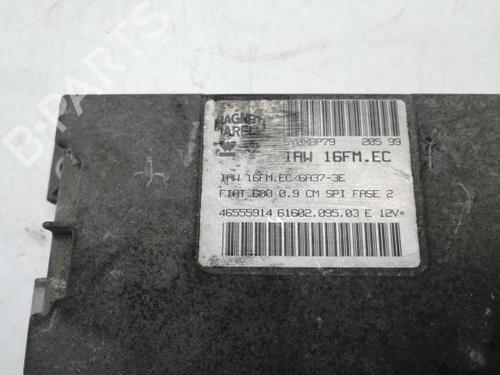 B-PARTS
MAGNETI
MARELLI
5Y0XBP79 205 99
IAW 16FM.EC
IAW 16FM.EC/6A37-3E
FIAT 600 0.9 CM SPI FASE 2
46555914 61602.095.03 E 12V=